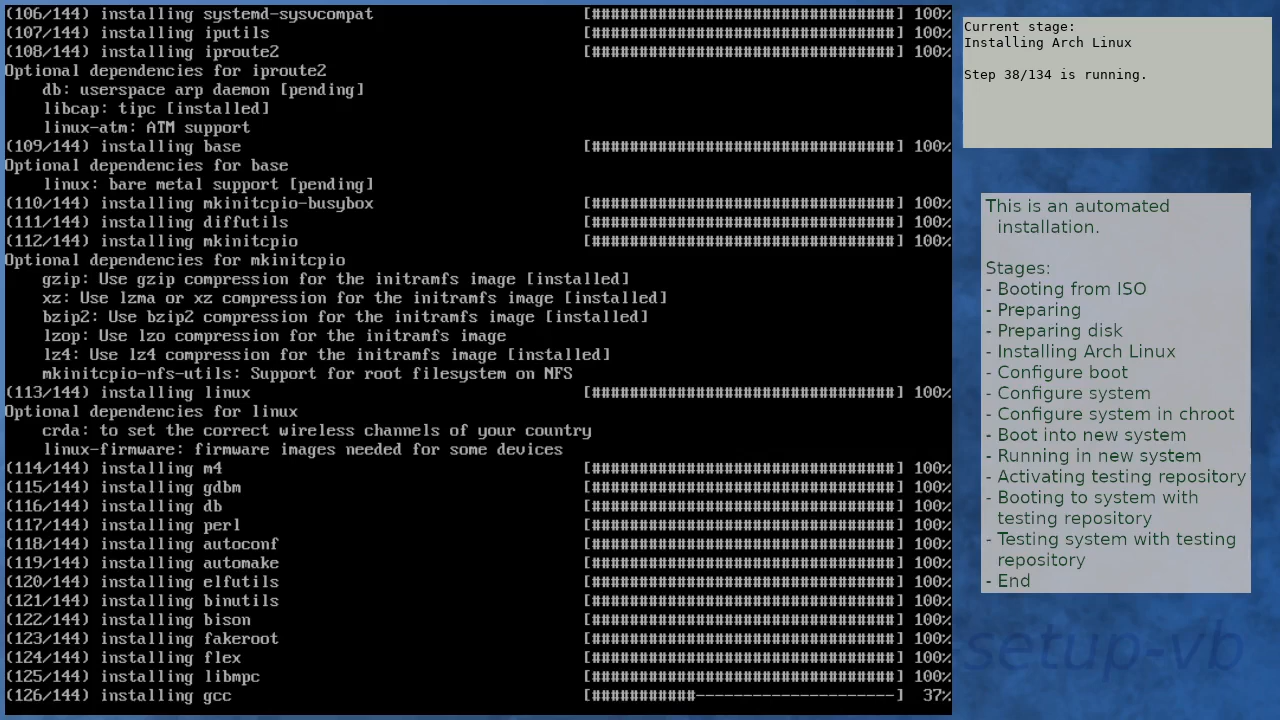 (106/144) installing systemd-sysvcompat [################################] 100%
(107/144) installing iputils [################################] 100%
(108/144) installing iproute2 [################################] 100%
Optional dependencies for iproute2
db: userspace arp daemon [pending]
libcap: tipc [installed]
linux-atm: ATM support
(109/144) installing base [################################] 100%
Optional dependencies for base
linux: bare metal support [pending]
(110/144) installing mkinitcpio-busybox [################################] 100%
(111/144) installing diffutils [################################] 100%
(112/144) installing mkinitcpio [################################] 100%
Optional dependencies for mkinitcpio
gzip: Use gzip compression for the initramfs image [installed]
xz: Use lzma or xz compression for the initramfs image [installed]
bzip2: Use bzip2 compression for the initramfs image [installed]
lzop: Use lzo compression for the initramfs image
lz4: Use lz4 compression for the initramfs image [installed]
mkinitcpio-nfs-utils: Support for root filesystem on NFS
(113/144) installing linux [################################] 100%
Optional dependencies for linux
crda: to set the correct wireless channels of your country
linux-firmware: firmware images needed for some devices
(114/144) installing m4 [################################] 100%
(115/144) installing gdbm [################################] 100%
(116/144) installing db [################################] 100%
(117/144) installing perl [################################] 100%
(118/144) installing autoconf [################################] 100%
(119/144) installing automake [################################] 100%
(120/144) installing elfutils [################################] 100%
(121/144) installing binutils [################################] 100%
(122/144) installing bison [################################] 100%
(123/144) installing fakeroot [################################] 100%
(124/144) installing flex [################################] 100%
(125/144) installing libmpc [################################] 100%
(126/144) installing gcc [###########---------------------] 37%
Current stage:
Installing Arch Linux
Step 38/134 is running.
This is an automated
installation.
Stages:
- Booting from ISO
- Preparing
- Preparing disk
- Installing Arch Linux
- Configure boot
- Configure system
- Configure system in chroot
- Boot into new system
- Running in new system
- Activating testing repository
- Booting to system with
testing repository
- Testing system with testing
repository
- End
setup-vb